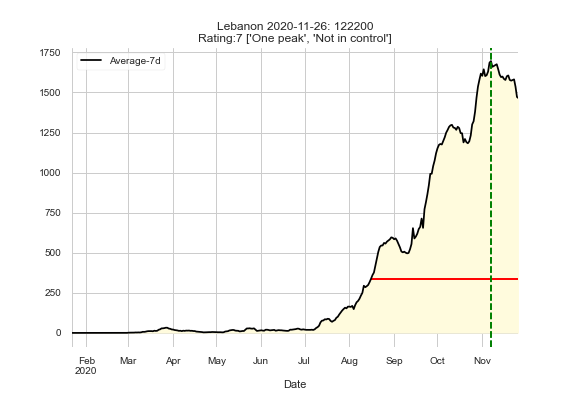 Lebanon 2020-11-26: 122200
Rating:7 ['One peak', 'Not in control']
Average-7d
1750
1500
1250
1000
750
500
250
0
Feb Mar Apr May Jun Jul Aug Sep Oct Nov
2020
Date